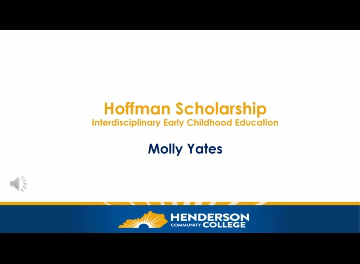 Hoffman Scholarship
Interdisciplinary Early Childhood Education
Molly Yates
HENDERSON
COMMUNITY COLLEGE